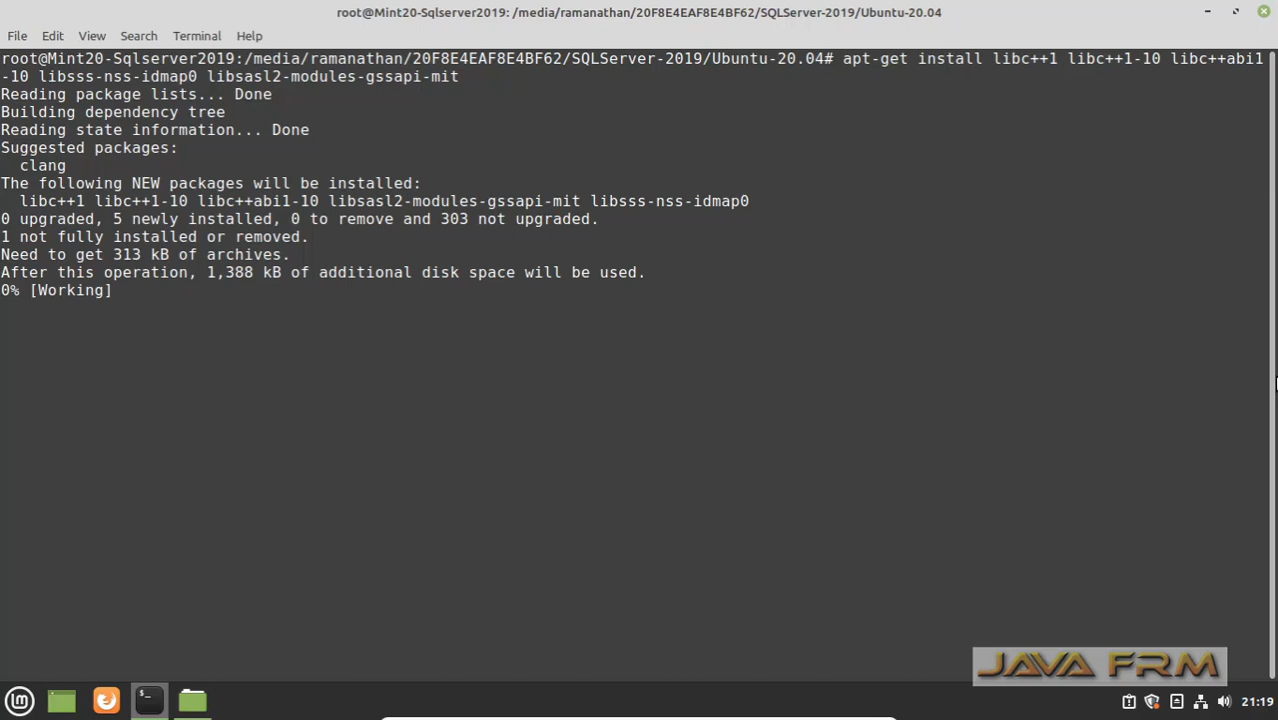 root@Mint20-Sqlserver2019: /media/ramanathan/20F8E4EAF8E4BF62/SQLServer-2019/Ubuntu-20.04
File Edit View Search Terminal Help
root@Mint20-Sqlserver2019:/media/ramanathan/20F8E4EAF8E4BF62/SQLServer-2019/Ubuntu-20.04# apt-get install libc++1 libc++1-10 libc++abi1
-10 libsss-nss-idmap0 libsasl2-modules-gssapi-mit
Reading package lists... Done
Building dependency tree
Reading state information... Done
Suggested packages:
  clang
The following NEW packages will be installed:
  libc++1 libc++1-10 libc++abi1-10 libsasl2-modules-gssapi-mit libsss-nss-idmap0
0 upgraded, 5 newly installed, 0 to remove and 303 not upgraded.
1 not fully installed or removed.
Need to get 313 kB of archives.
After this operation, 1,388 kB of additional disk space will be used.
0% [Working]
JAVA FRM
21:19